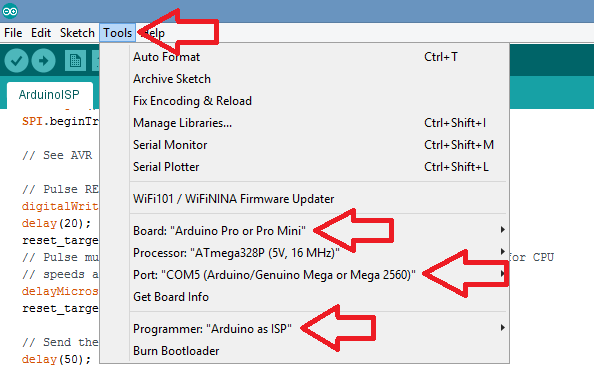 File Edit Sketch Tools Help
ArduinoISP
Auto Format Ctrl+T
Archive Sketch
Fix Encoding & Reload
Manage Libraries... Ctrl+Shift+I
Serial Monitor Ctrl+Shift+M
Serial Plotter Ctrl+Shift+L
WiFi101 / WiFiNINA Firmware Updater
Board: "Arduino Pro or Pro Mini"
Processor: "ATmega328P (5V, 16 MHz)"
Port: "COM5 (Arduino/Genuino Mega or Mega 2560)"
Get Board Info
Programmer: "Arduino as ISP"
Burn Bootloader
SPI.beginTr
// See AVR
// Pulse RE
digitalWrit
delay(20);
reset_targe
// Pulse mu for CPU
// speeds a
delayMicros
reset_targe
// Send the
delay(50);